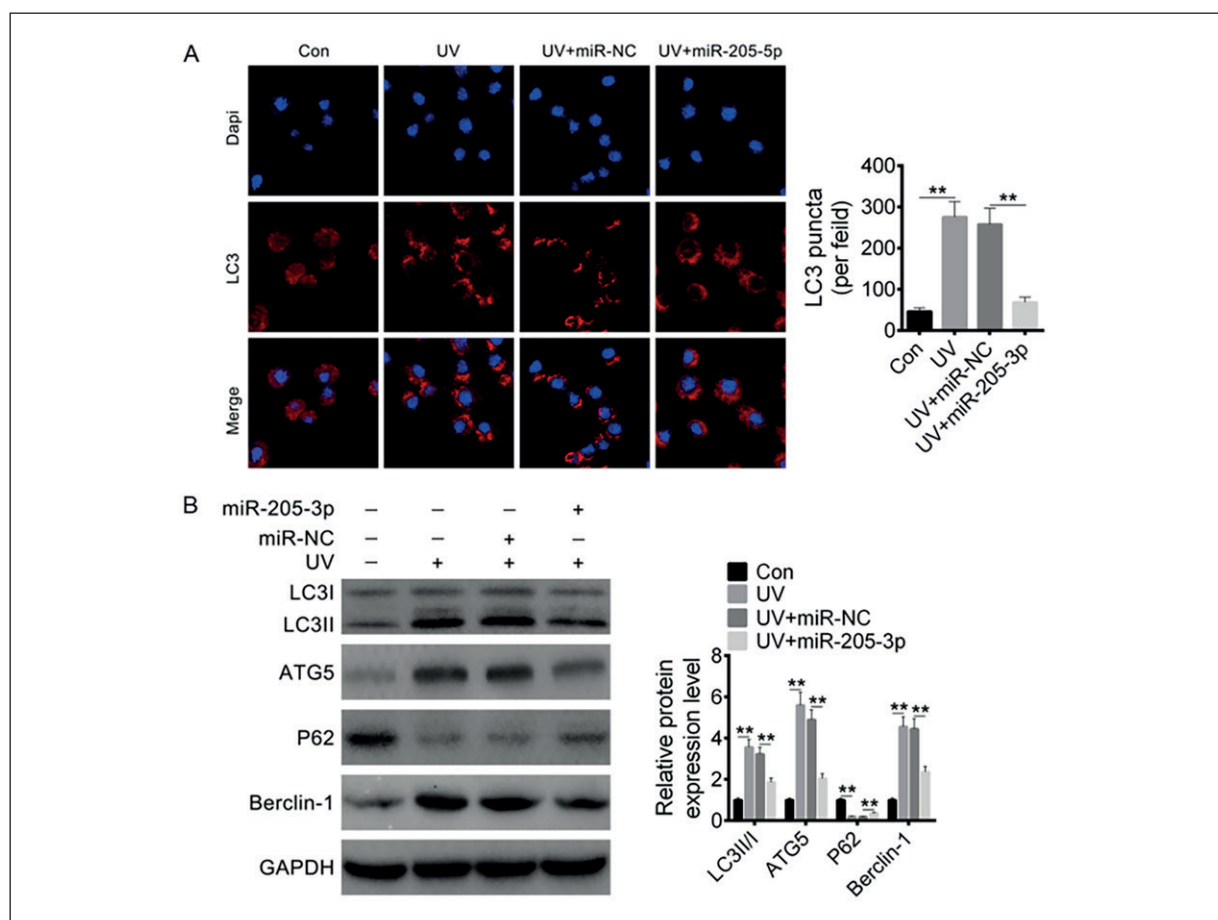 A
Con UV UV+miR-NC UV+miR-205-5p
Dapi
LC3
Merge
LC3 puncta
(per feild)
400
300
200
100
0
** **
Con
UV
UV+miR-NC
UV+miR-205-3p
B
miR-205-3p – – – +
miR-NC – – + –
UV – + + +
LC3I
LC3II
ATG5
P62
Berclin-1
GAPDH
Con
UV
UV+miR-NC
UV+miR-205-3p
Relative protein
expression level
8
6
4
2
0
** ** ** ** ** ** ** **
LC3II/I
ATG5
P62
Berclin-1